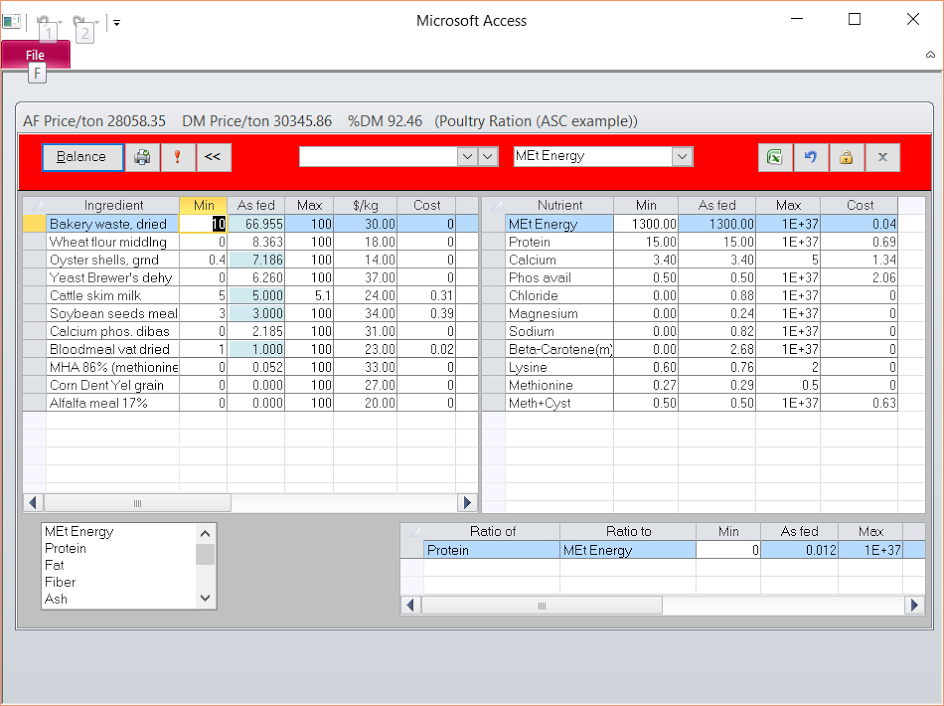 Microsoft Access
1
2
File
F
AF Price/ton 28058.35 DM Price/ton 30345.86 %DM 92.46 (Poultry Ration (ASC example))
Balance ! << MEt Energy X
Ingredient Min As fed Max $/kg Cost
Bakery waste, dried 10 66.955 100 30.00 0
Wheat flour middlng 0 8.363 100 18.00 0
Oyster shells, grnd 0.4 7.186 100 14.00 0
Yeast Brewer's dehy 0 6.260 100 37.00 0
Cattle skim milk 5 5.000 5.1 24.00 0.31
Soybean seeds meal 3 3.000 100 34.00 0.39
Calcium phos. dibas 0 2.185 100 31.00 0
Bloodmeal vat dried 1 1.000 100 23.00 0.02
MHA 86% (methionine 0 0.052 100 33.00 0
Corn Dent Yel grain 0 0.000 100 27.00 0
Alfalfa meal 17% 0 0.000 100 20.00 0
Nutrient Min As fed Max Cost
MEt Energy 1300.00 1300.00 1E+37 0.04
Protein 15.00 15.00 1E+37 0.69
Calcium 3.40 3.40 5 1.34
Phos avail 0.50 0.50 1E+37 2.06
Chloride 0.00 0.88 1E+37 0
Magnesium 0.00 0.24 1E+37 0
Sodium 0.00 0.82 1E+37 0
Beta-Carotene(m) 0.00 2.68 1E+37 0
Lysine 0.60 0.76 2 0
Methionine 0.27 0.29 0.5 0
Meth+Cyst 0.50 0.50 1E+37 0.63
MEt Energy
Protein
Fat
Fiber
Ash
Ratio of Ratio to Min As fed Max
Protein MEt Energy 0 0.012 1E+37